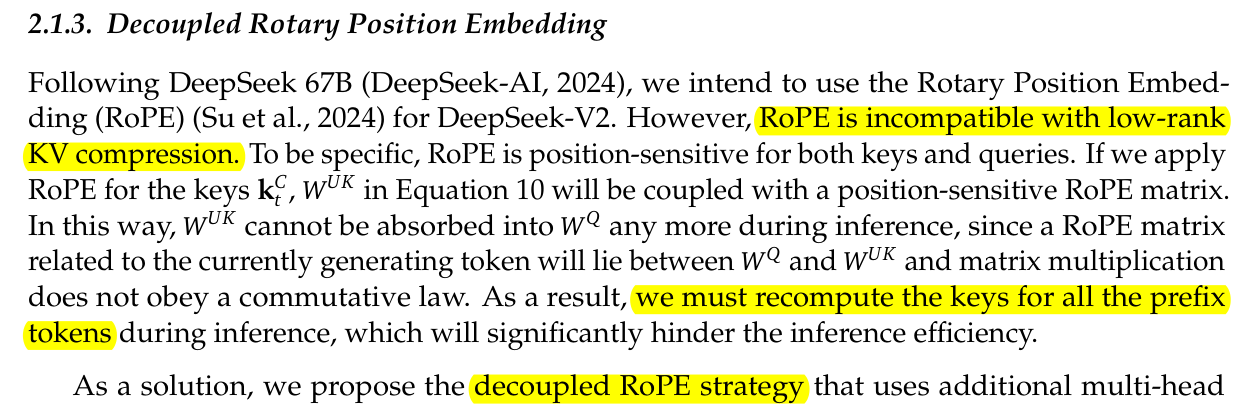 2.1.3. Decoupled Rotary Position Embedding
Following DeepSeek 67B (DeepSeek-AI, 2024), we intend to use the Rotary Position Embed-
ding (RoPE) (Su et al., 2024) for DeepSeek-V2. However, RoPE is incompatible with low-rank
KV compression. To be specific, RoPE is position-sensitive for both keys and queries. If we apply
RoPE for the keys k_t^C, W^{UK} in Equation 10 will be coupled with a position-sensitive RoPE matrix.
In this way, W^{UK} cannot be absorbed into W^Q any more during inference, since a RoPE matrix
related to the currently generating token will lie between W^Q and W^{UK} and matrix multiplication
does not obey a commutative law. As a result, we must recompute the keys for all the prefix
tokens during inference, which will significantly hinder the inference efficiency.
As a solution, we propose the decoupled RoPE strategy that uses additional multi-head